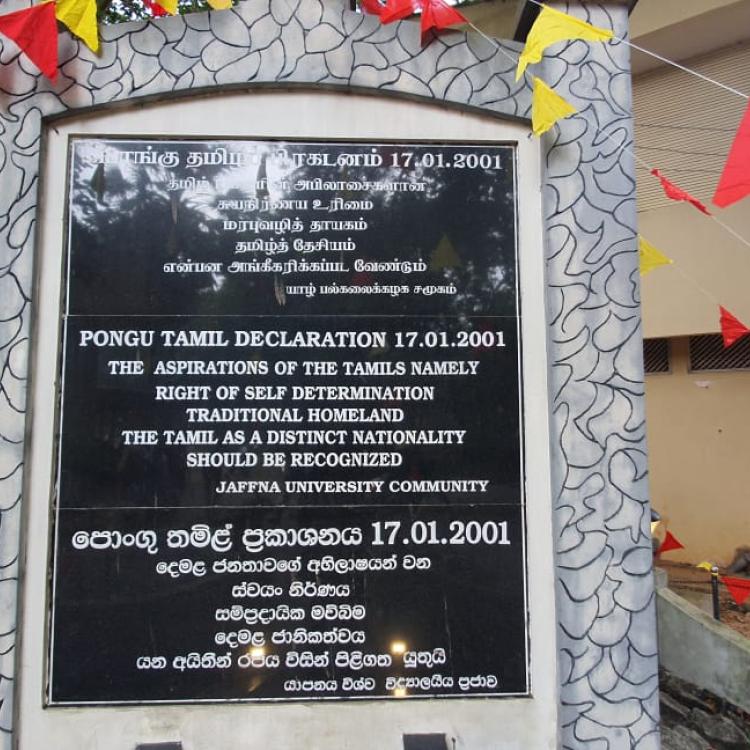 பொங்கு தமிழ் பிரகடனம் 17.01.2001
தமிழ் மக்களின் அபிலாசைகளான
சுயநிர்ணய உரிமை
மரபுவழித் தாயகம்
தமிழ்த் தேசியம்
என்பன அங்கீகரிக்கப்பட வேண்டும்
யாழ் பல்கலைக்கழக சமூகம்
PONGU TAMIL DECLARATION 17.01.2001
THE ASPIRATIONS OF THE TAMILS NAMELY
RIGHT OF SELF DETERMINATION
TRADITIONAL HOMELAND
THE TAMIL AS A DISTINCT NATIONALITY
SHOULD BE RECOGNIZED
JAFFNA UNIVERSITY COMMUNITY
පොංගු තමිළ් ප්‍රකාශනය 17.01.2001
දෙමළ ජනතාවගේ අභිලාෂයන් වන
ස්වයං නිර්ණය
සම්ප්‍රදායික මව්බිම
දෙමළ ජාතිකත්වය
යන අයිතීන් රජය විසින් පිළිගත යුතුයි
යාපනය විශ්ව විද්‍යාලයීය ප්‍රජාව